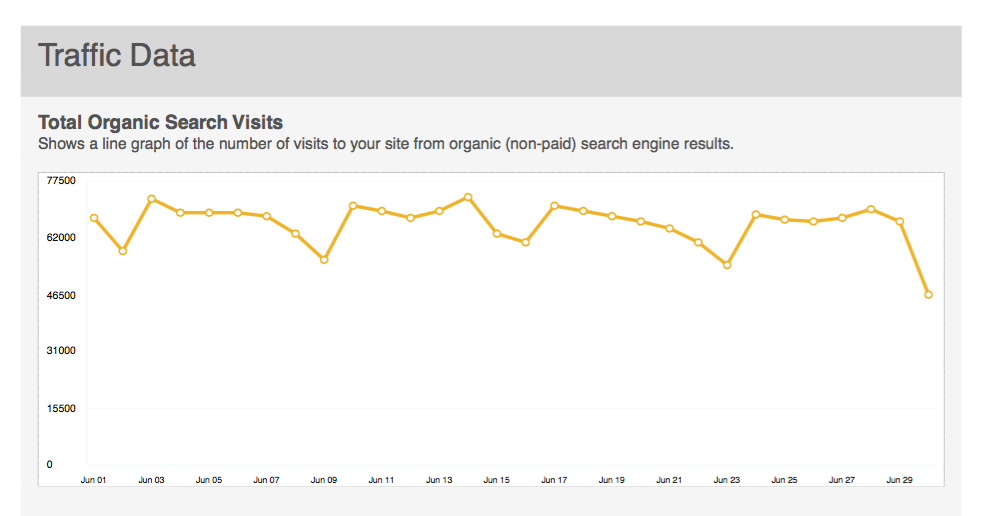 Traffic Data
Total Organic Search Visits
Shows a line graph of the number of visits to your site from organic (non-paid) search engine results.
77500
62000
46500
31000
15500
0
Jun 01 Jun 03 Jun 05 Jun 07 Jun 09 Jun 11 Jun 13 Jun 15 Jun 17 Jun 19 Jun 21 Jun 23 Jun 25 Jun 27 Jun 29